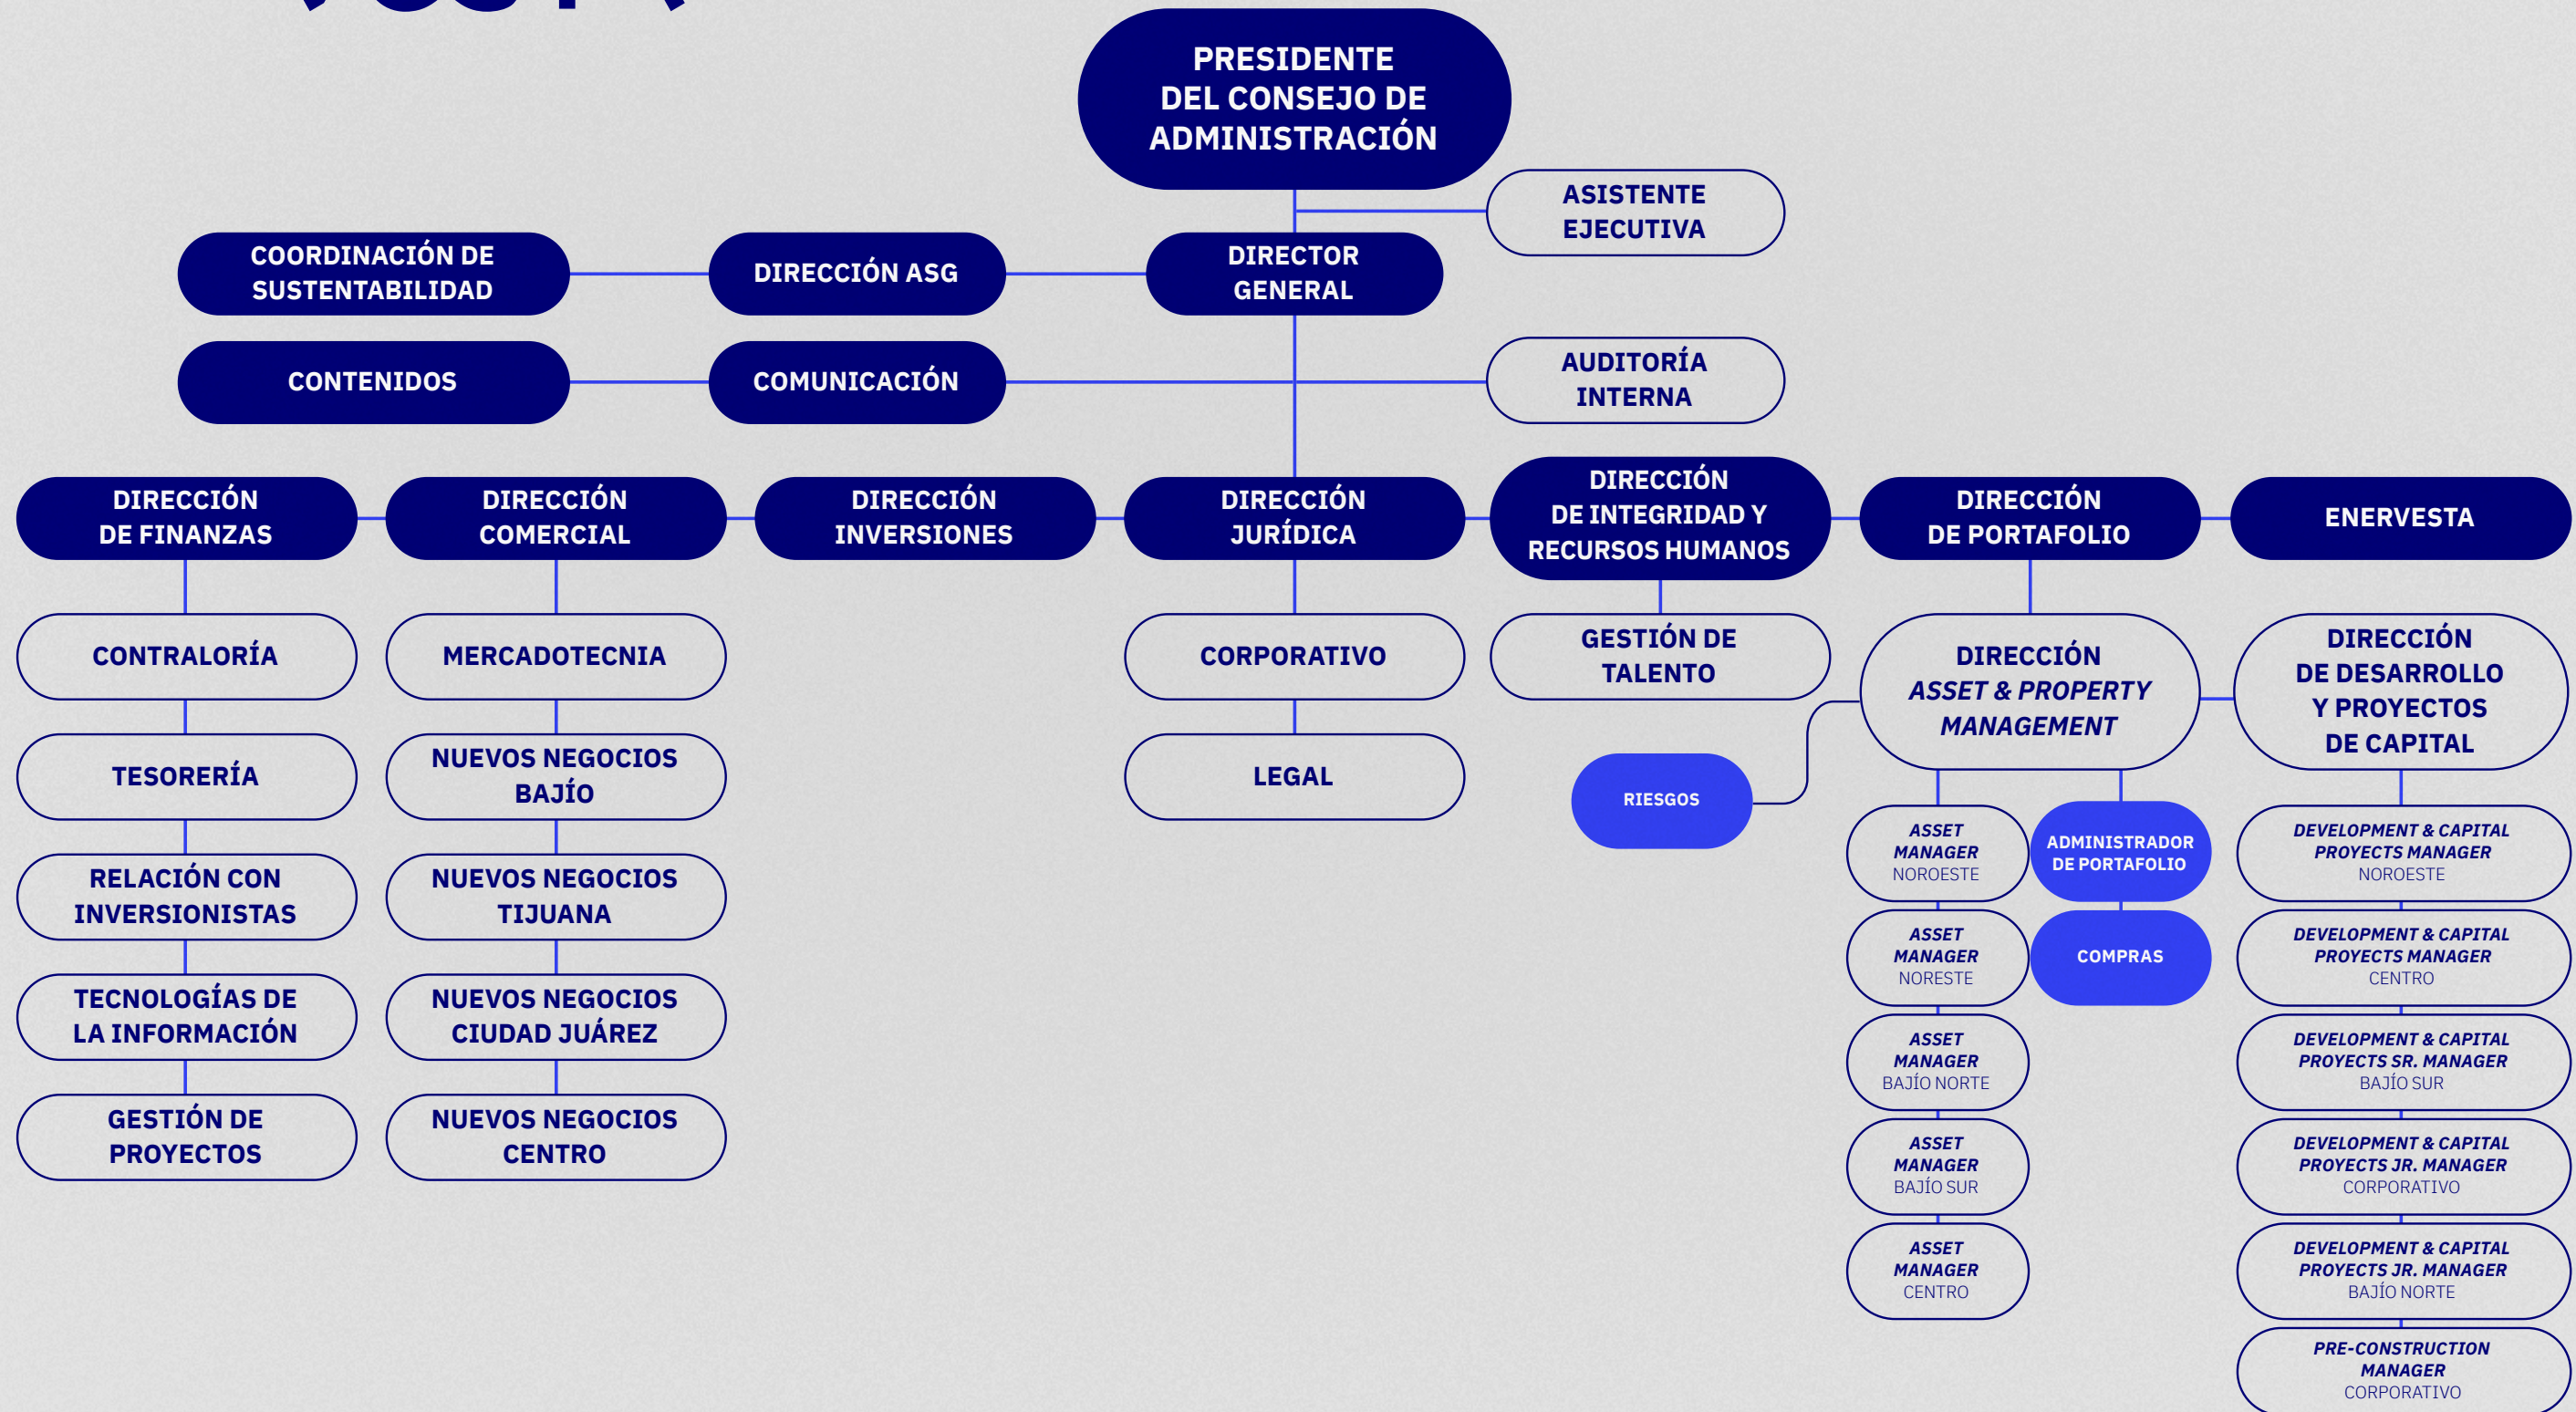 PRESIDENTE
DEL CONSEJO DE
ADMINISTRACIÓN
ASISTENTE
EJECUTIVA
COORDINACIÓN DE
SUSTENTABILIDAD
DIRECCIÓN ASG
DIRECTOR
GENERAL
CONTENIDOS
COMUNICACIÓN
AUDITORÍA
INTERNA
DIRECCIÓN
DE FINANZAS
DIRECCIÓN
COMERCIAL
DIRECCIÓN
INVERSIONES
DIRECCIÓN
JURÍDICA
DIRECCIÓN
DE INTEGRIDAD Y
RECURSOS HUMANOS
DIRECCIÓN
DE PORTAFOLIO
ENERVESTA
CONTRALORÍA
TESORERÍA
RELACIÓN CON
INVERSIONISTAS
TECNOLOGÍAS DE
LA INFORMACIÓN
GESTIÓN DE
PROYECTOS
MERCADOTECNIA
NUEVOS NEGOCIOS
BAJÍO
NUEVOS NEGOCIOS
TIJUANA
NUEVOS NEGOCIOS
CIUDAD JUÁREZ
NUEVOS NEGOCIOS
CENTRO
CORPORATIVO
LEGAL
GESTIÓN DE
TALENTO
DIRECCIÓN
ASSET & PROPERTY
MANAGEMENT
RIESGOS
ASSET
MANAGER
NOROESTE
ASSET
MANAGER
NORESTE
ASSET
MANAGER
BAJÍO NORTE
ASSET
MANAGER
BAJÍO SUR
ASSET
MANAGER
CENTRO
ADMINISTRADOR
DE PORTAFOLIO
COMPRAS
DIRECCIÓN
DE DESARROLLO
Y PROYECTOS
DE CAPITAL
DEVELOPMENT & CAPITAL
PROYECTS MANAGER
NOROESTE
DEVELOPMENT & CAPITAL
PROYECTS MANAGER
CENTRO
DEVELOPMENT & CAPITAL
PROYECTS SR. MANAGER
BAJÍO SUR
DEVELOPMENT & CAPITAL
PROYECTS JR. MANAGER
CORPORATIVO
DEVELOPMENT & CAPITAL
PROYECTS JR. MANAGER
BAJÍO NORTE
PRE-CONSTRUCTION
MANAGER
CORPORATIVO